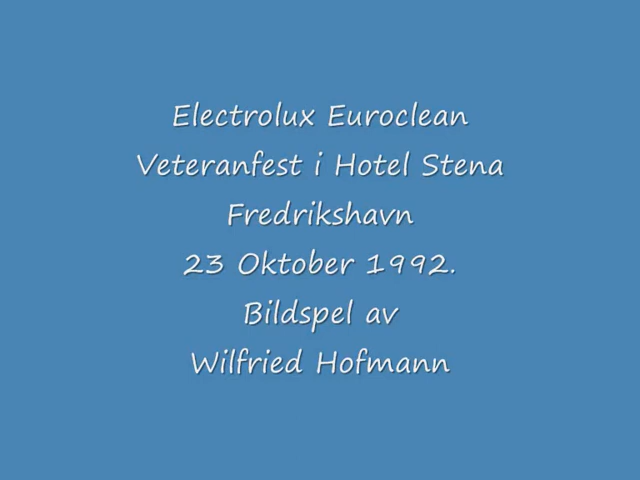 Electrolux Euroclean
Veteranfest i Hotel Stena
Fredrikshavn
23 Oktober 1992.
Bildspel av
Wilfried Hofmann